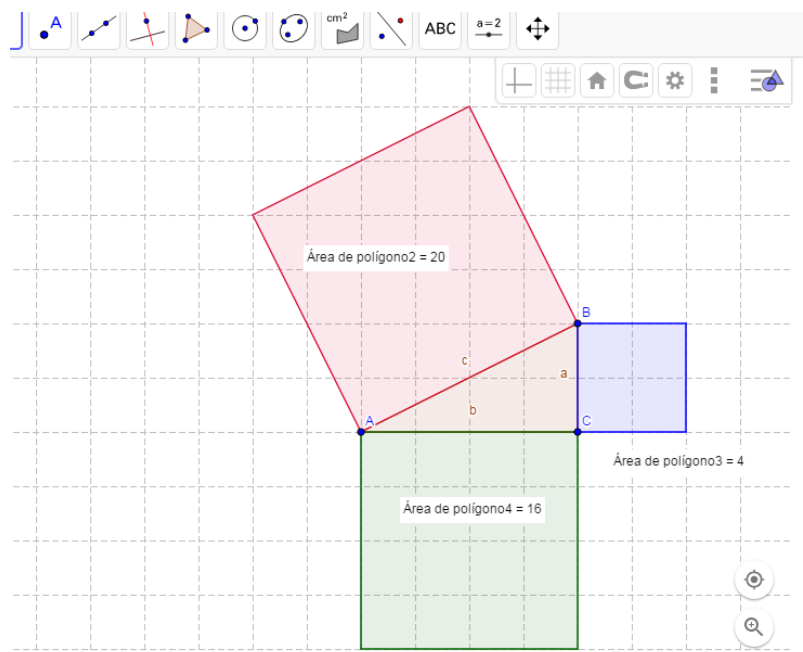 A
cm²
ABC
a=2
Área de polígono2 = 20
B
c
a
b
A
C
Área de polígono3 = 4
Área de polígono4 = 16